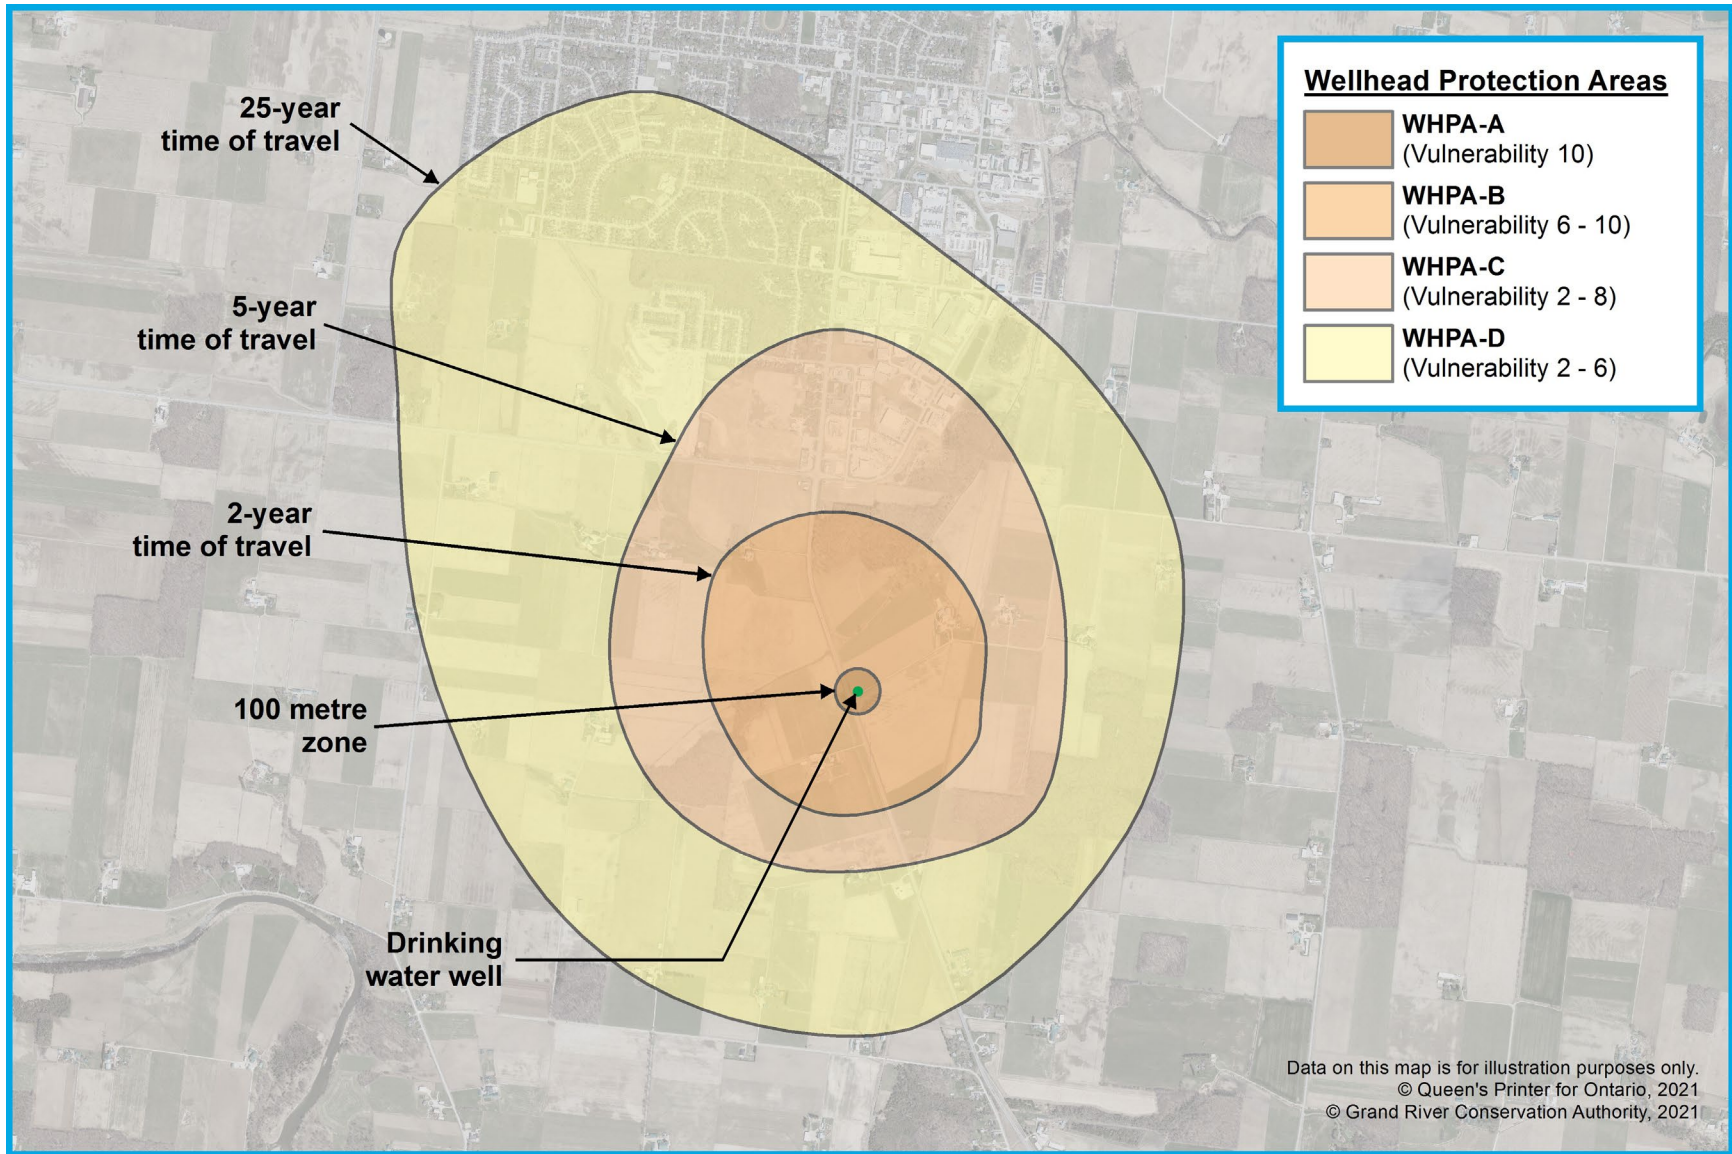 25-year
time of travel
5-year
time of travel
2-year
time of travel
100 metre
zone
Drinking
water well
Wellhead Protection Areas
WHPA-A
(Vulnerability 10)
WHPA-B
(Vulnerability 6 - 10)
WHPA-C
(Vulnerability 2 - 8)
WHPA-D
(Vulnerability 2 - 6)
Data on this map is for illustration purposes only.
© Queen's Printer for Ontario, 2021
© Grand River Conservation Authority, 2021